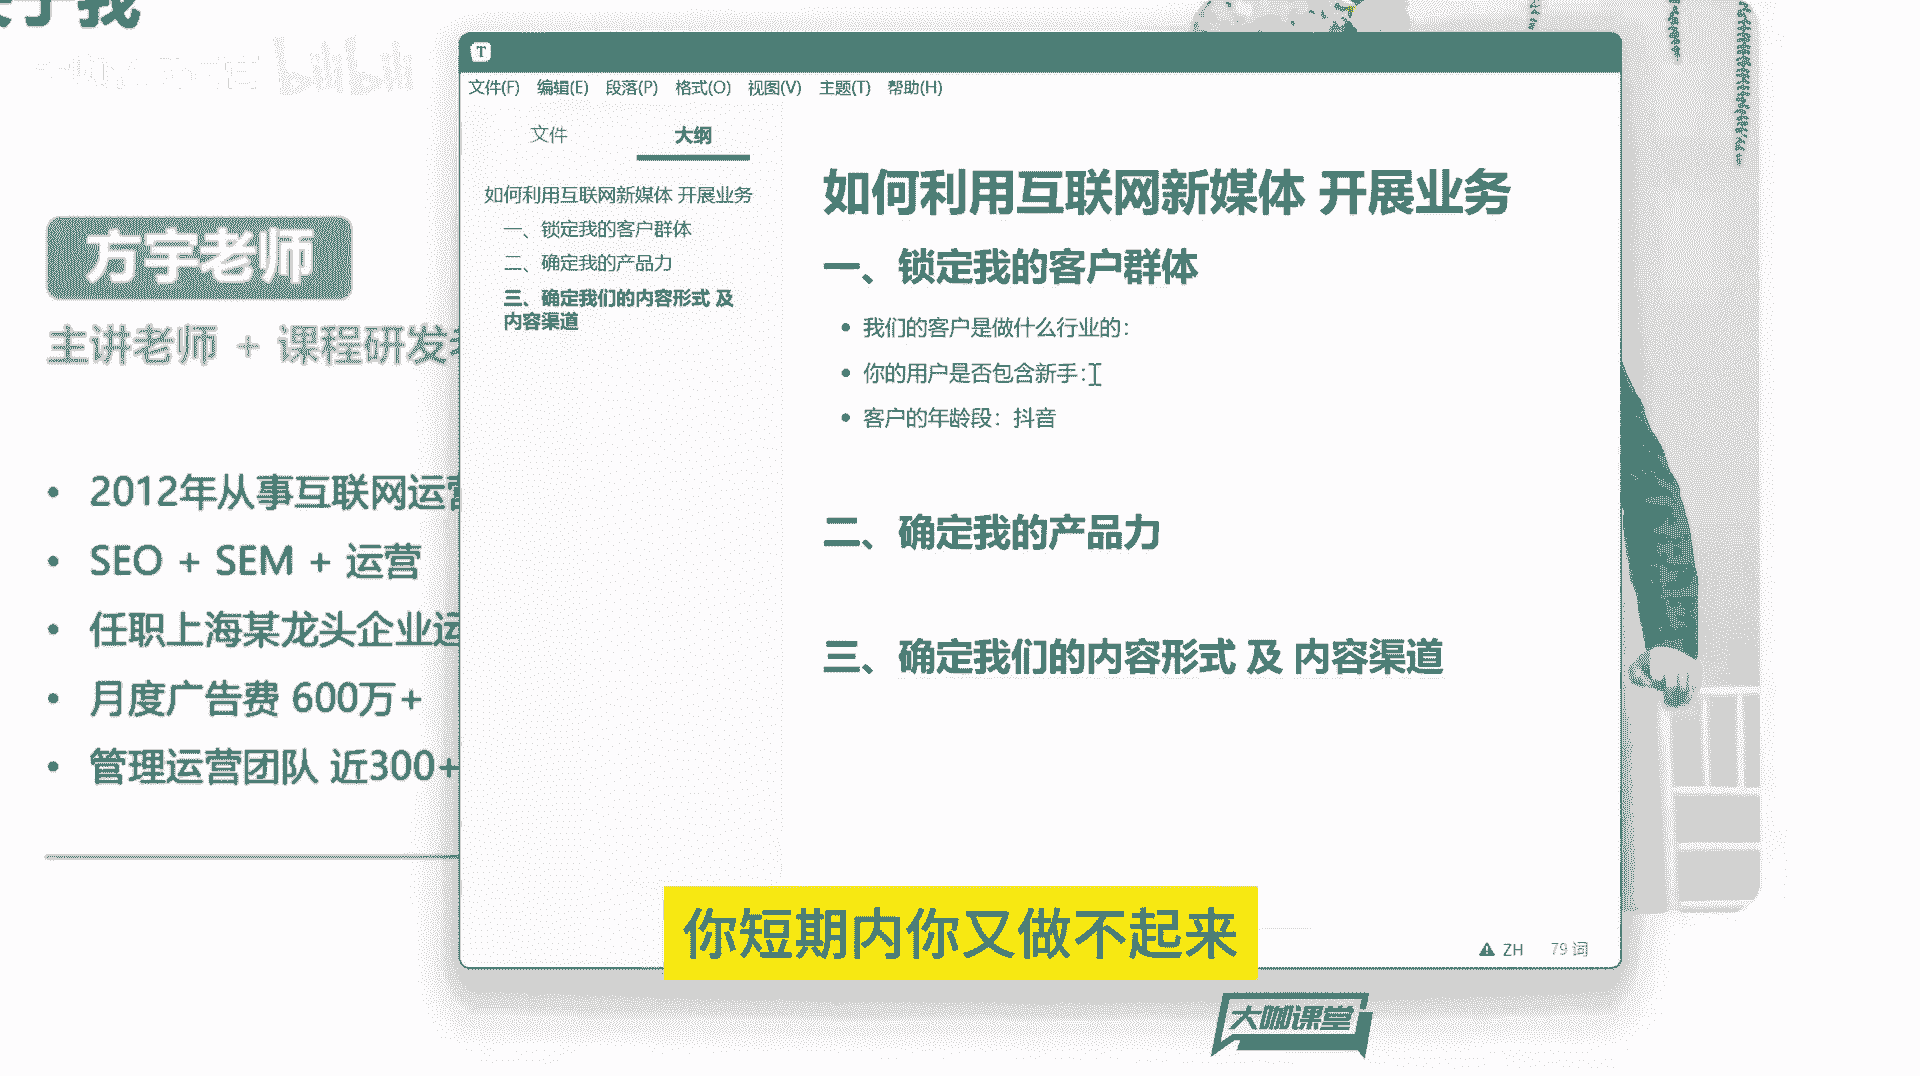 bilibili
方宇老师
主讲老师 + 课程研发
2012年从事互联网运营
SEO + SEM + 运营
任职上海某龙头企业运
月度广告费 600万+
管理运营团队 近300+
T
文件(F) 编辑(E) 段落(P) 格式(O) 视图(V) 主题(T) 帮助(H)
文件 大纲
如何利用互联网新媒体 开展业务
一、锁定我的客户群体
二、确定我的产品力
三、确定我们的内容形式 及
内容渠道
如何利用互联网新媒体 开展业务
一、锁定我的客户群体
我们的客户是做什么行业的：
你的用户是否包含新手：
客户的年龄段：抖音
二、确定我的产品力
三、确定我们的内容形式 及 内容渠道
ZH 79 词
你短期内你又做不起来
大咖课堂